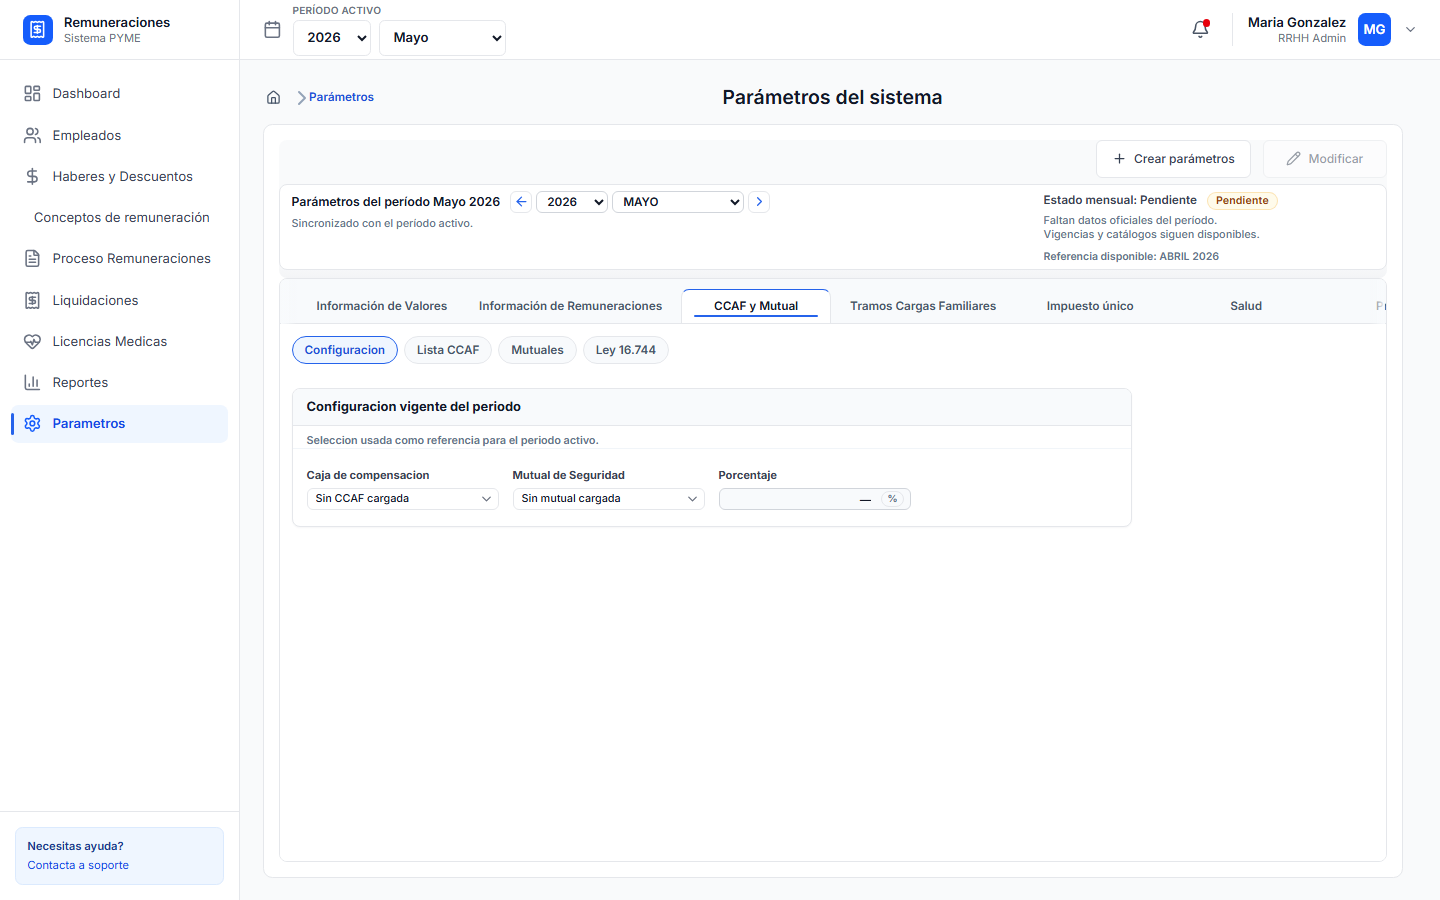 Remuneraciones
Sistema PYME
PERÍODO ACTIVO
2026
Mayo
Maria Gonzalez
RRHH Admin
MG
Dashboard
Empleados
Haberes y Descuentos
Conceptos de remuneración
Proceso Remuneraciones
Liquidaciones
Licencias Medicas
Reportes
Parametros
Necesitas ayuda?
Contacta a soporte
Parámetros
Parámetros del sistema
Crear parámetros
Modificar
Parámetros del período Mayo 2026
2026
MAYO
Sincronizado con el período activo.
Estado mensual: Pendiente
Pendiente
Faltan datos oficiales del período.
Vigencias y catálogos siguen disponibles.
Referencia disponible: ABRIL 2026
Información de Valores
Información de Remuneraciones
CCAF y Mutual
Tramos Cargas Familiares
Impuesto único
Salud
Configuracion
Lista CCAF
Mutuales
Ley 16.744
Configuracion vigente del periodo
Seleccion usada como referencia para el periodo activo.
Caja de compensacion
Mutual de Seguridad
Porcentaje
Sin CCAF cargada
Sin mutual cargada
— %